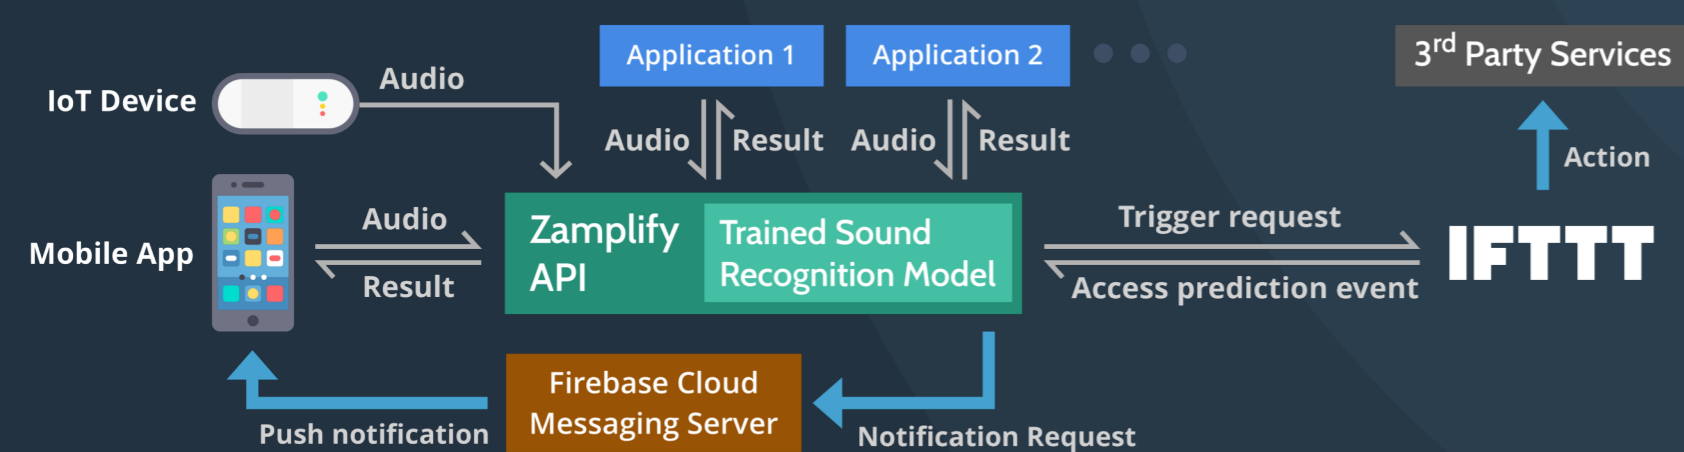 Application 1
Application 2
3rd Party Services
Audio
IoT Device
Audio
Result
Audio
Result
Action
Zamplify
API
Trained Sound
Recognition Model
Audio
Result
Mobile App
Trigger request
Access prediction event
IFTTT
Firebase Cloud
Messaging Server
Push notification
Notification Request